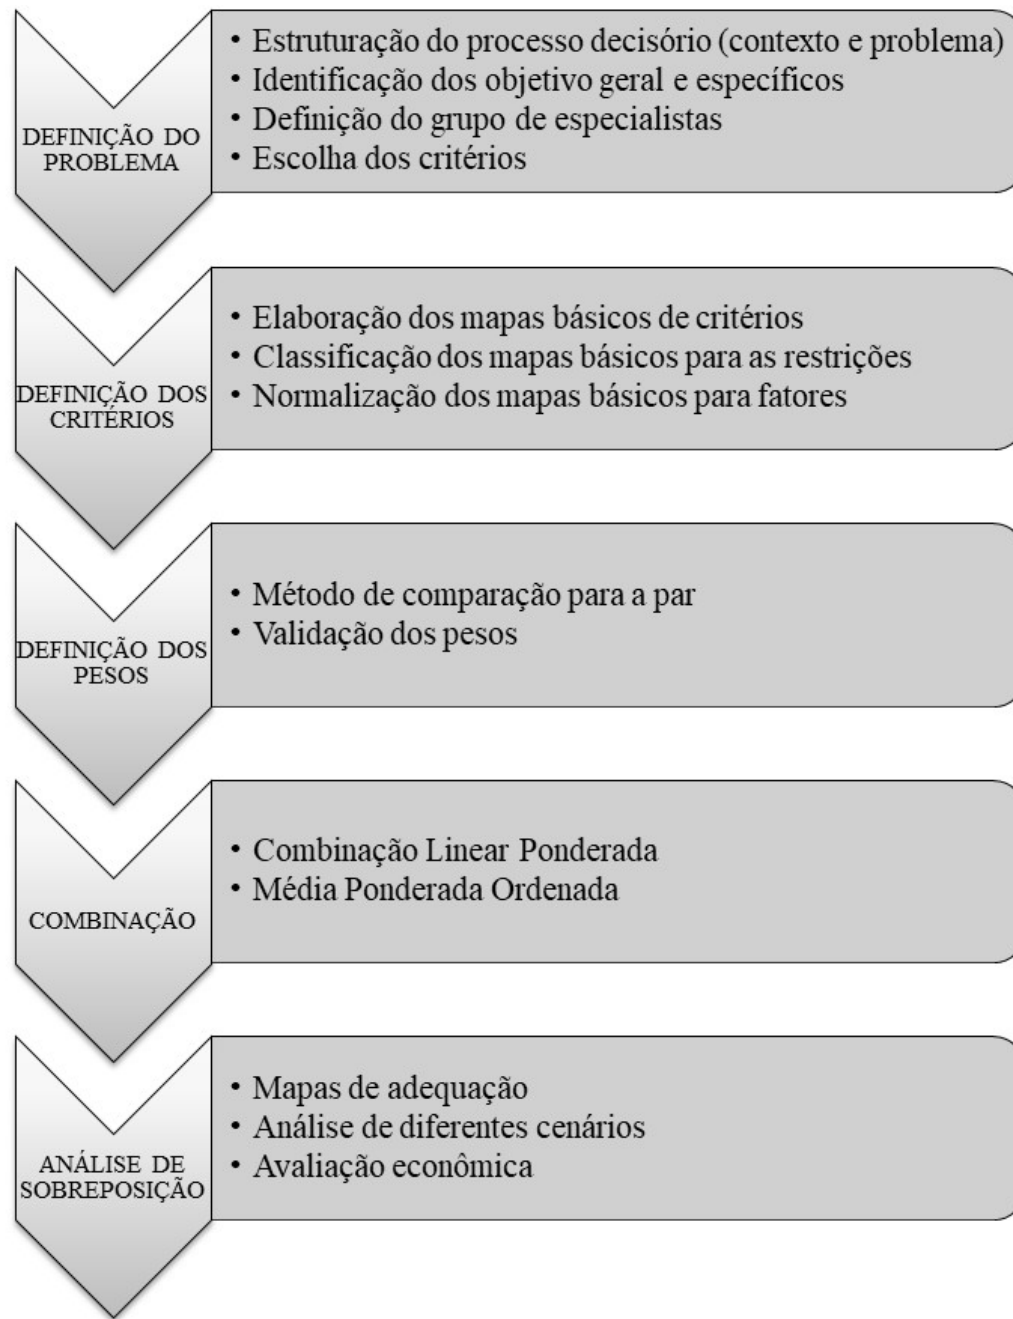 DEFINIÇÃO DO
PROBLEMA
• Estruturação do processo decisório (contexto e problema)
• Identificação dos objetivo geral e específicos
• Definição do grupo de especialistas
• Escolha dos critérios
DEFINIÇÃO DOS
CRITÉRIOS
• Elaboração dos mapas básicos de critérios
• Classificação dos mapas básicos para as restrições
• Normalização dos mapas básicos para fatores
DEFINIÇÃO DOS
PESOS
• Método de comparação para a par
• Validação dos pesos
COMBINAÇÃO
• Combinação Linear Ponderada
• Média Ponderada Ordenada
ANÁLISE DE
SOBREPOSIÇÃO
• Mapas de adequação
• Análise de diferentes cenários
• Avaliação econômica